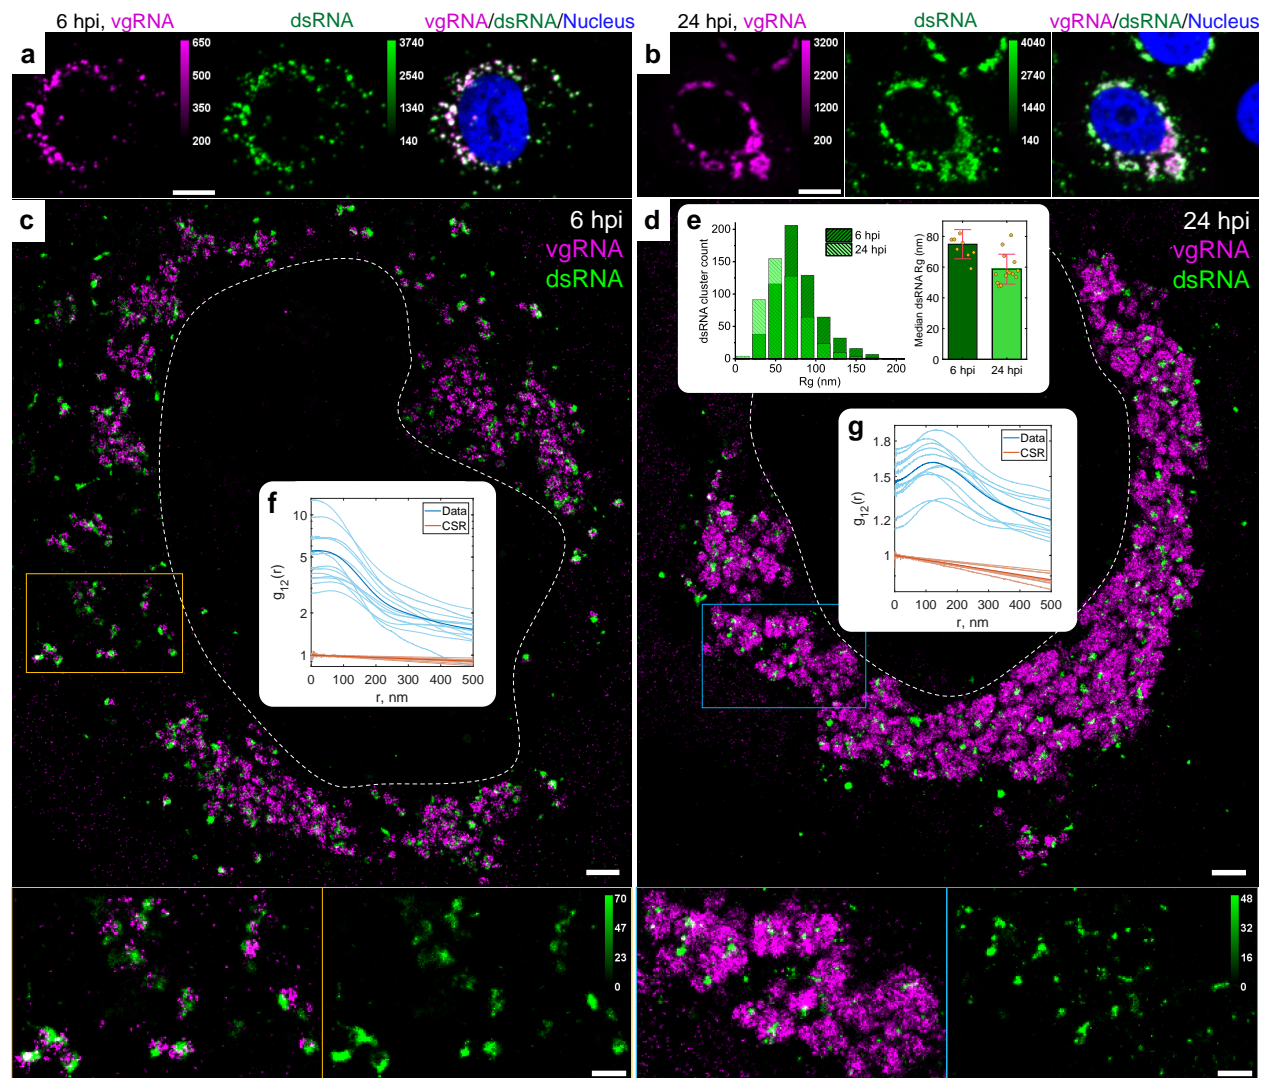 6 hpi, vgRNA
dsRNA
vgRNA/dsRNA/Nucleus
24 hpi, vgRNA
dsRNA
vgRNA/dsRNA/Nucleus
a
650
500
350
200
3740
2540
1340
140
b
3200
2200
1200
200
4040
2740
1440
140
c
6 hpi
vgRNA
dsRNA
d
24 hpi
vgRNA
dsRNA
e
dsRNA cluster count
200
150
100
50
0
0
50
100
150
200
Rg (nm)
6 hpi
24 hpi
Median dsRNA Rg (nm)
80
60
40
20
0
6 hpi
24 hpi
f
g12(r)
10
5
2
1
0
100
200
300
400
500
r, nm
Data
CSR
g
g12(r)
1.8
1.5
1.2
1
0
100
200
300
400
500
r, nm
Data
CSR
70
47
23
0
48
32
16
0